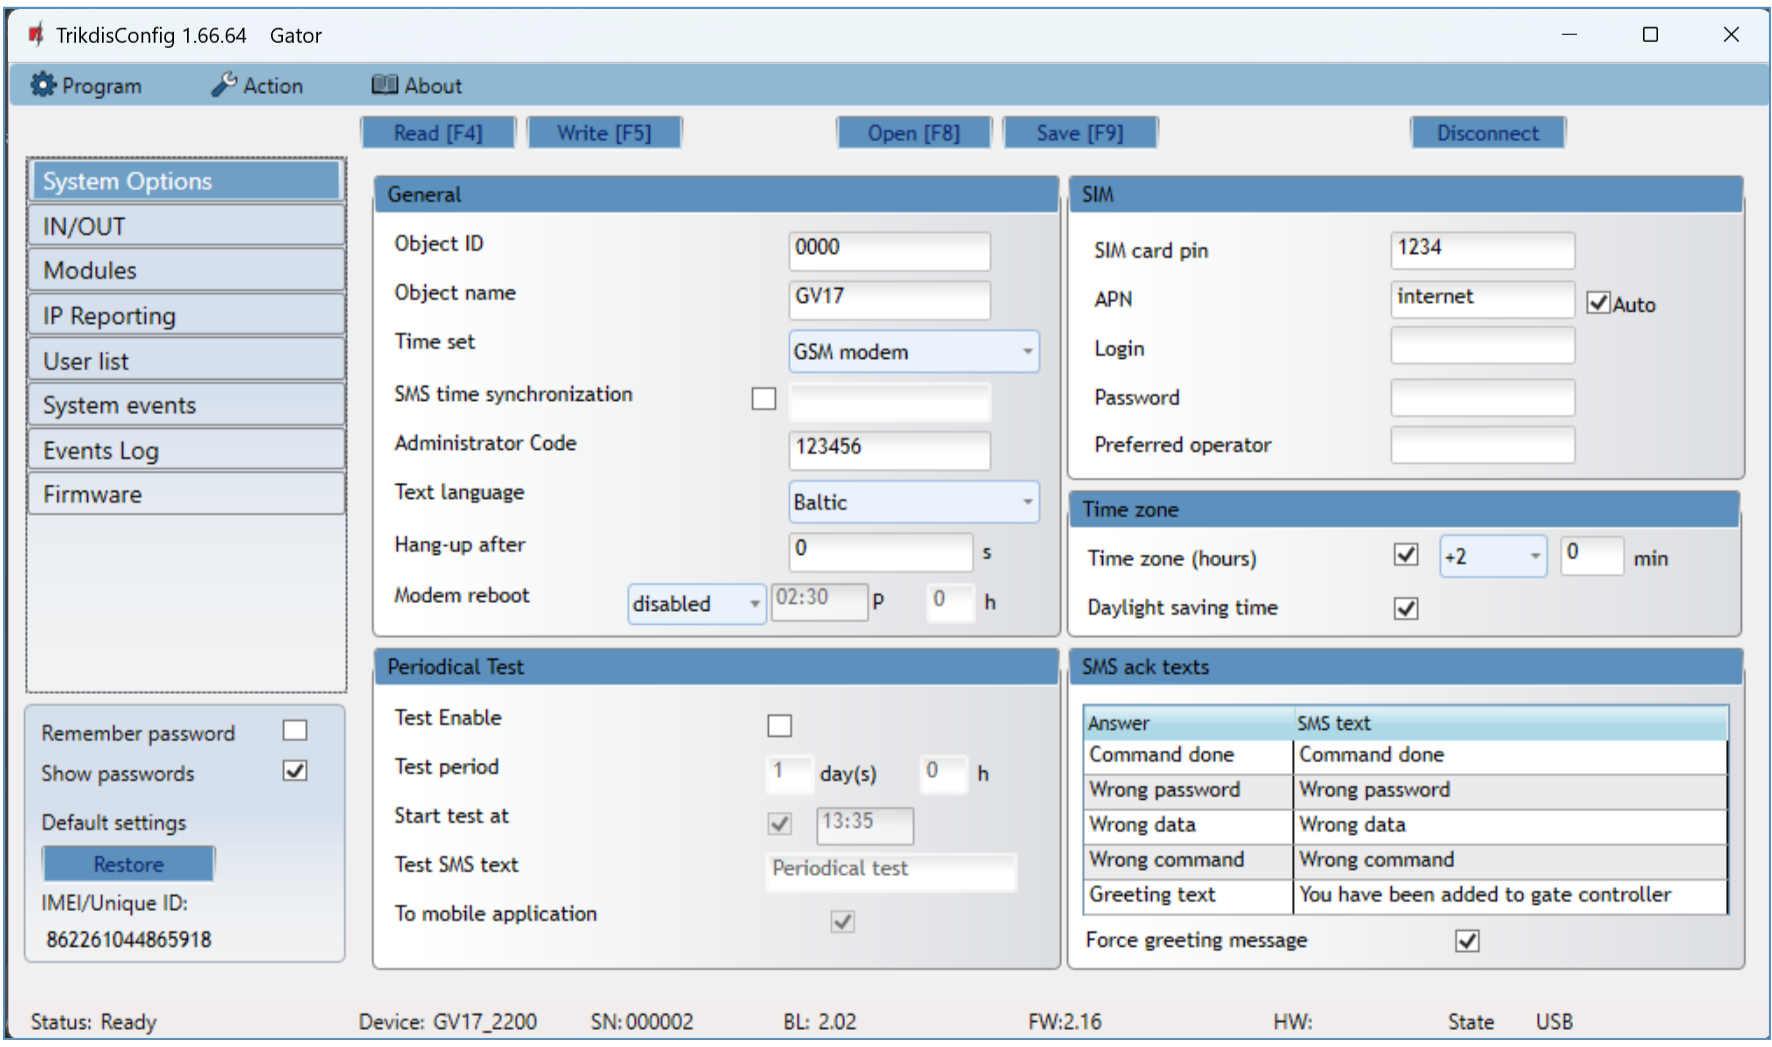 TrikdisConfig 1.66.64 Gator
Program Action About
Read [F4] Write [F5] Open [F8] Save [F9] Disconnect
System Options
IN/OUT
Modules
IP Reporting
User list
System events
Events Log
Firmware
Remember password
Show passwords
Default settings
Restore
IMEI/Unique ID:
862261044865918
General
Object ID 0000
Object name GV17
Time set GSM modem
SMS time synchronization
Administrator Code 123456
Text language Baltic
Hang-up after 0 s
Modem reboot disabled 02:30 P 0 h
Periodical Test
Test Enable
Test period 1 day(s) 0 h
Start test at 13:35
Test SMS text Periodical test
To mobile application
SIM
SIM card pin 1234
APN internet Auto
Login
Password
Preferred operator
Time zone
Time zone (hours) +2 0 min
Daylight saving time
SMS ack texts
Answer SMS text
Command done Command done
Wrong password Wrong password
Wrong data Wrong data
Wrong command Wrong command
Greeting text You have been added to gate controller
Force greeting message
Status: Ready Device: GV17_2200 SN: 000002 BL: 2.02 FW:2.16 HW: State USB